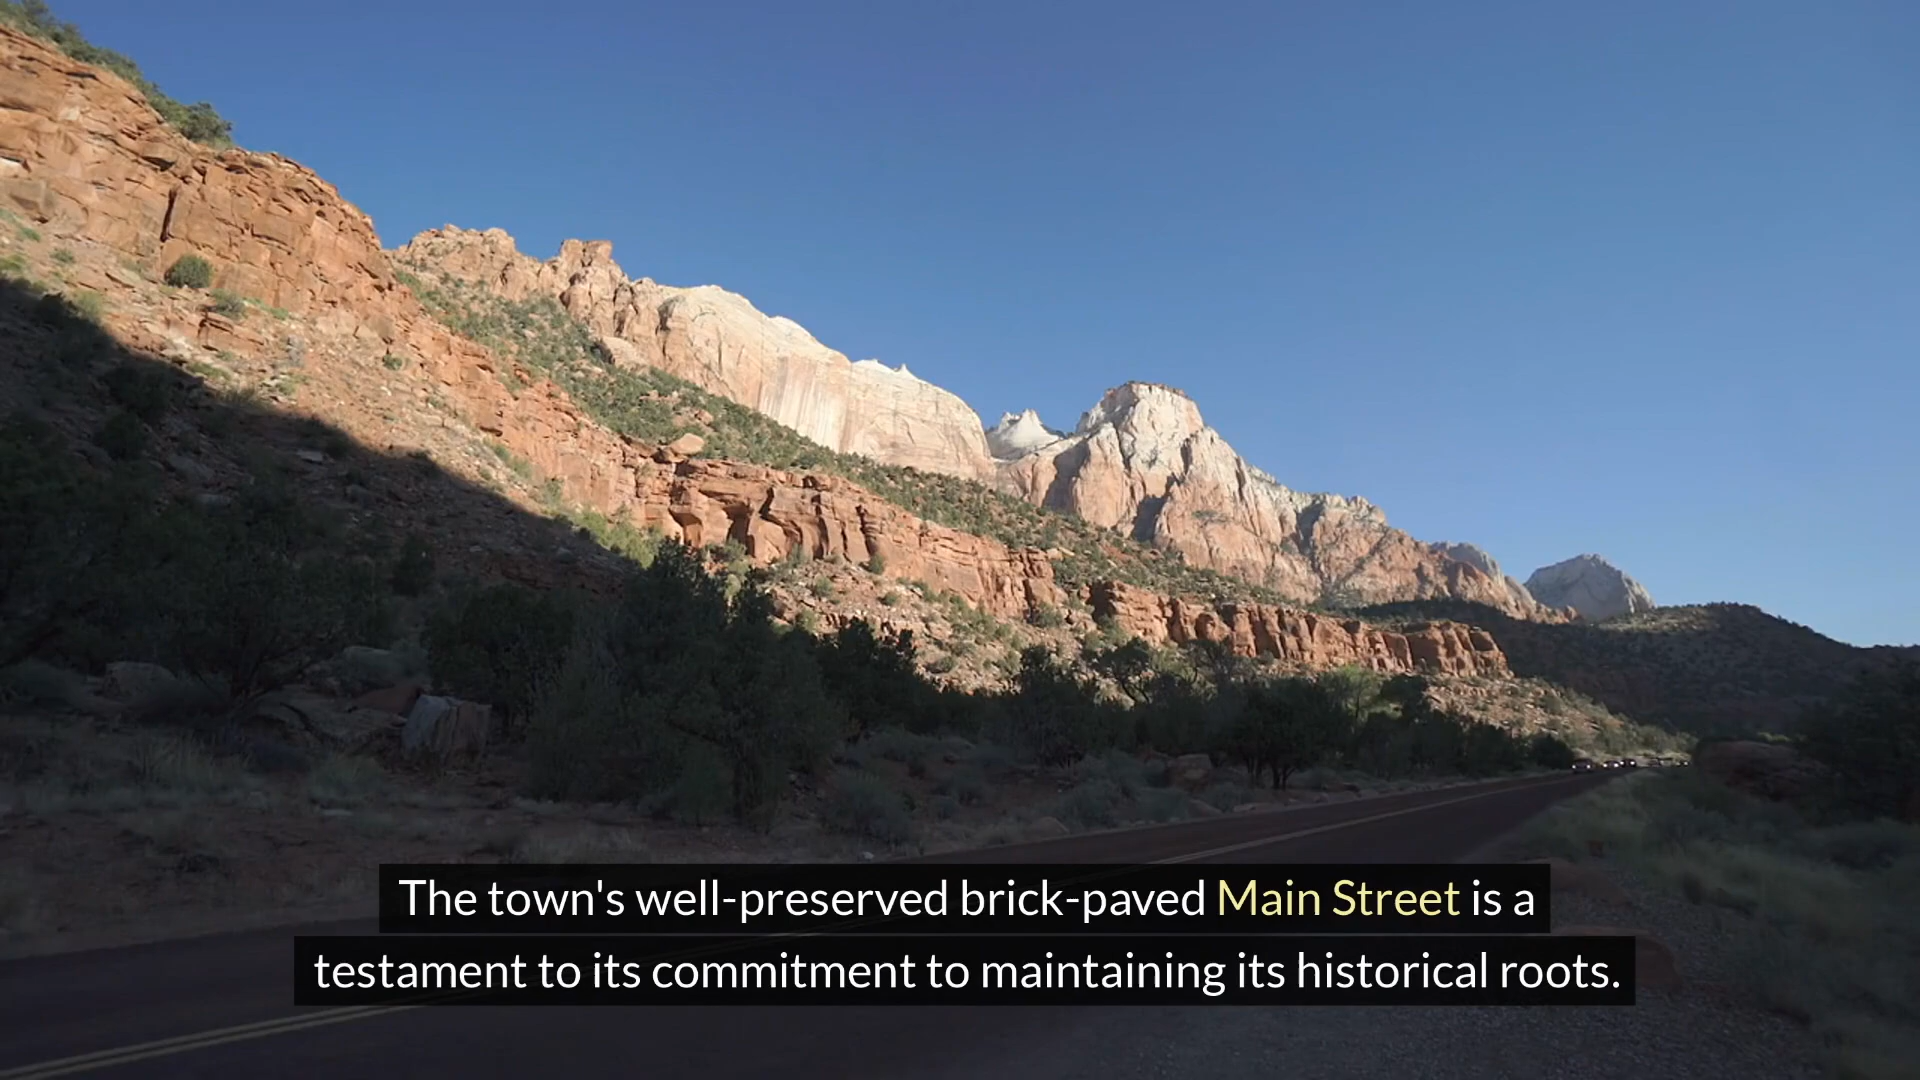 The town's well-preserved brick-paved Main Street is a
testament to its commitment to maintaining its historical roots.